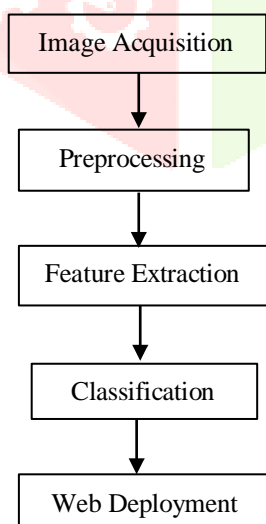 Image Acquisition
Preprocessing
Feature Extraction
Classification
Web Deployment